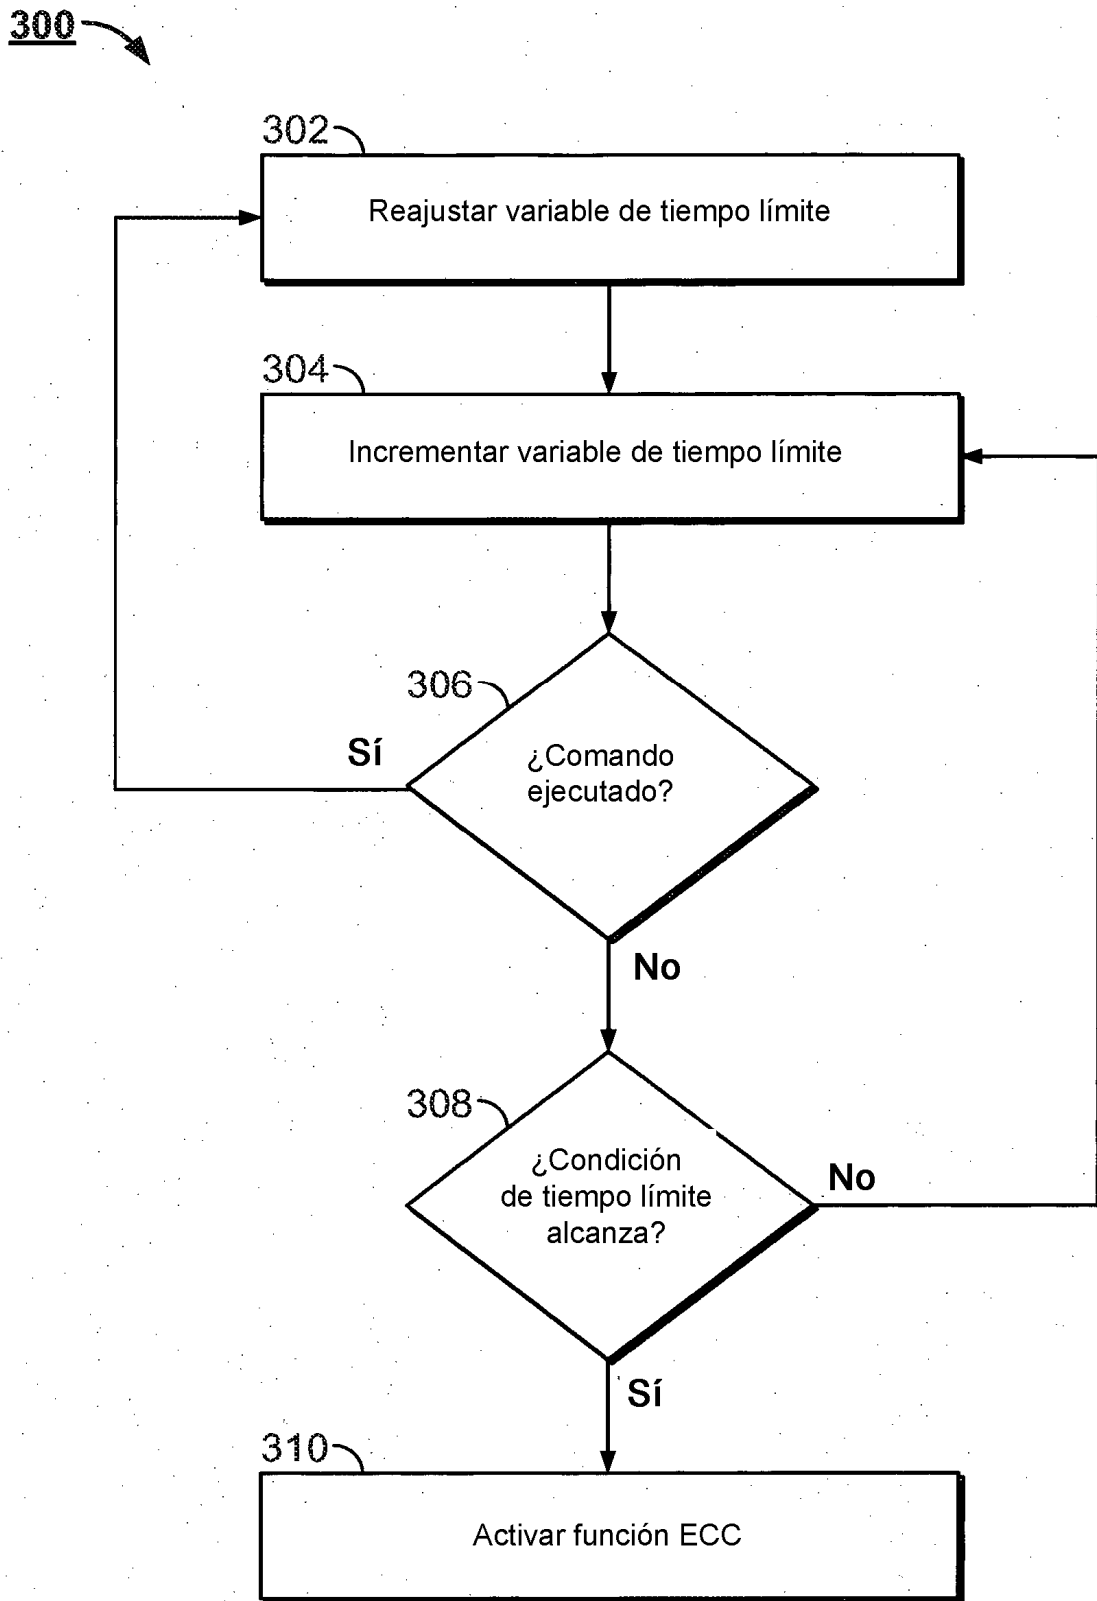 300
302
Reajustar variable de tiempo límite
304
Incrementar variable de tiempo límite
306
Sí
¿Comando
ejecutado?
No
308
¿Condición
de tiempo límite
alcanza?
No
Sí
310
Activar función ECC